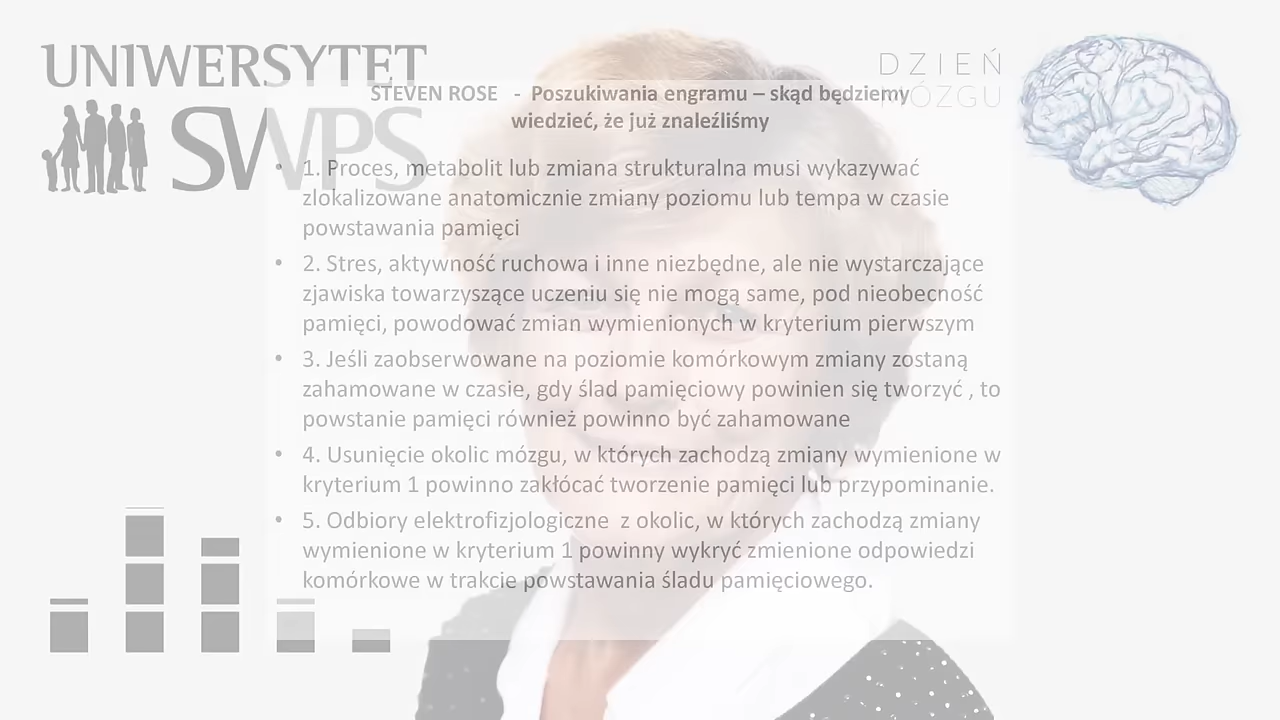 UNIWERSYTET
SWPS
DZIEŃ
MÓZGU
STEVEN ROSE - Poszukiwania engramu – skąd będziemy
wiedzieć, że już znaleźliśmy
• 1. Proces, metabolit lub zmiana strukturalna musi wykazywać
zlokalizowane anatomicznie zmiany poziomu lub tempa w czasie
powstawania pamięci
• 2. Stres, aktywność ruchowa i inne niezbędne, ale nie wystarczające
zjawiska towarzyszące uczeniu się nie mogą same, pod nieobecność
pamięci, powodować zmian wymienionych w kryterium pierwszym
• 3. Jeśli zaobserwowane na poziomie komórkowym zmiany zostaną
zahamowane w czasie, gdy ślad pamięciowy powinien się tworzyć , to
powstanie pamięci również powinno być zahamowane
• 4. Usunięcie okolic mózgu, w których zachodzą zmiany wymienione w
kryterium 1 powinno zakłócać tworzenie pamięci lub przypominanie.
• 5. Odbiory elektrofizjologiczne z okolic, w których zachodzą zmiany
wymienione w kryterium 1 powinny wykryć zmienione odpowiedzi
komórkowe w trakcie powstawania śladu pamięciowego.